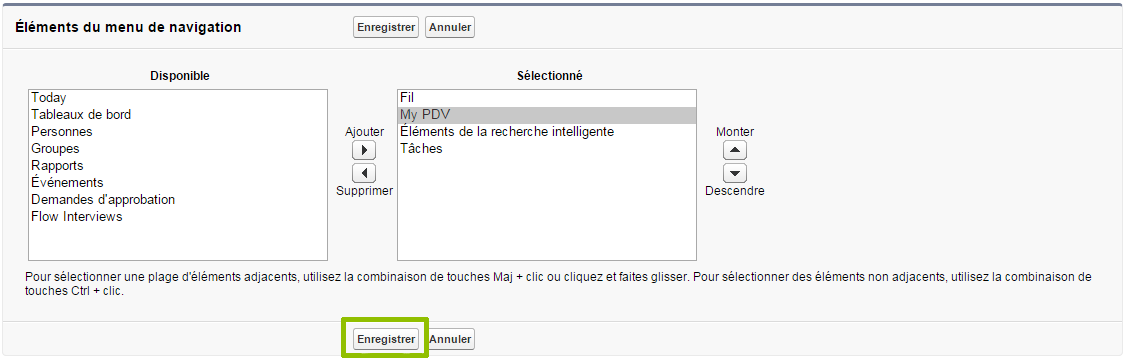 Éléments du menu de navigation
Enregistrer
Annuler
Disponible
Sélectionné
Today
Tableaux de bord
Personnes
Groupes
Rapports
Événements
Demandes d'approbation
Flow Interviews
Ajouter
Supprimer
Fil
My PDV
Éléments de la recherche intelligente
Tâches
Monter
Descendre
Pour sélectionner une plage d'éléments adjacents, utilisez la combinaison de touches Maj + clic ou cliquez et faites glisser. Pour sélectionner des éléments non adjacents, utilisez la combinaison de
touches Ctrl + clic.
Enregistrer
Annuler